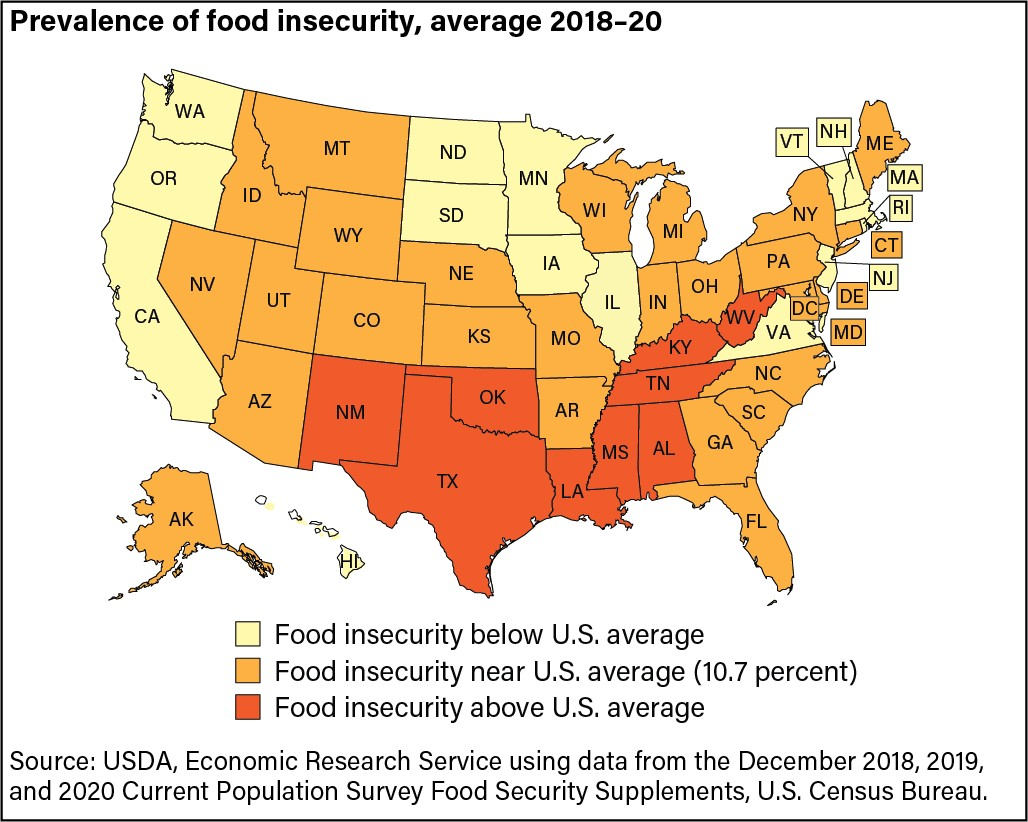 Prevalence of food insecurity, average 2018–20
WA
MT
ND
MN
VT
NH
ME
OR
ID
SD
WI
MI
NY
MA
RI
WY
CT
NV
NE
IA
PA
NJ
UT
CO
IL
IN
OH
DE
CA
KS
MO
WV
VA
DC
MD
KY
AZ
NM
OK
AR
TN
NC
SC
MS
AL
GA
TX
LA
FL
AK
HI
Food insecurity below U.S. average
Food insecurity near U.S. average (10.7 percent)
Food insecurity above U.S. average
Source: USDA, Economic Research Service using data from the December 2018, 2019,
and 2020 Current Population Survey Food Security Supplements, U.S. Census Bureau.